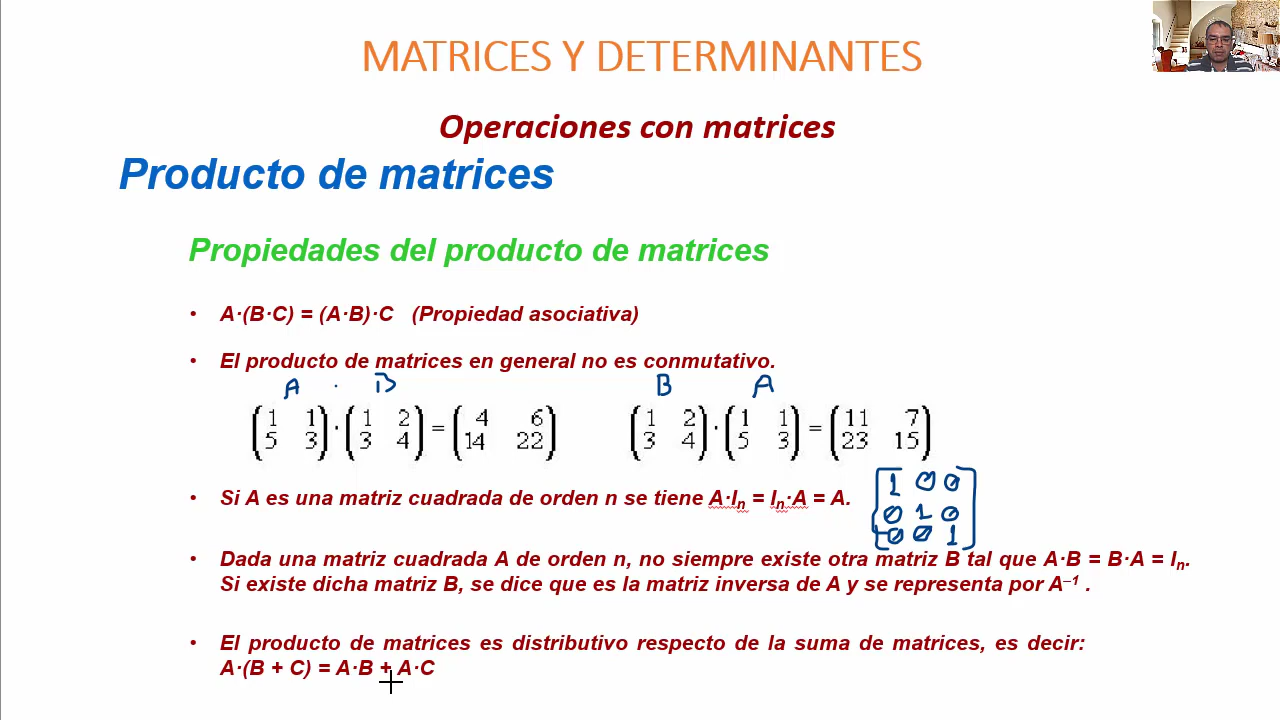 MATRICES Y DETERMINANTES
Operaciones con matrices
Producto de matrices
Propiedades del producto de matrices
• A·(B·C) = (A·B)·C (Propiedad asociativa)
• El producto de matrices en general no es conmutativo.
A · B B A
(1 1) (1 2) (4 6) (1 2) (1 1) (11 7)
(5 3) · (3 4) = (14 22) (3 4) · (5 3) = (23 15)
1 0 0
• Si A es una matriz cuadrada de orden n se tiene A·Iₙ = Iₙ·A = A.
0 1 0
0 0 1
• Dada una matriz cuadrada A de orden n, no siempre existe otra matriz B tal que A·B = B·A = Iₙ.
Si existe dicha matriz B, se dice que es la matriz inversa de A y se representa por A⁻¹ .
• El producto de matrices es distributivo respecto de la suma de matrices, es decir:
A·(B + C) = A·B + A·C